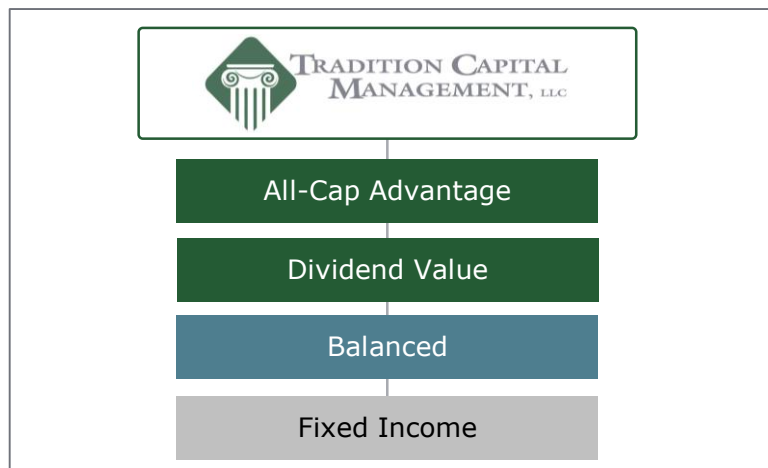 TRADITION CAPITAL
MANAGEMENT, LLC
All-Cap Advantage
Dividend Value
Balanced
Fixed Income